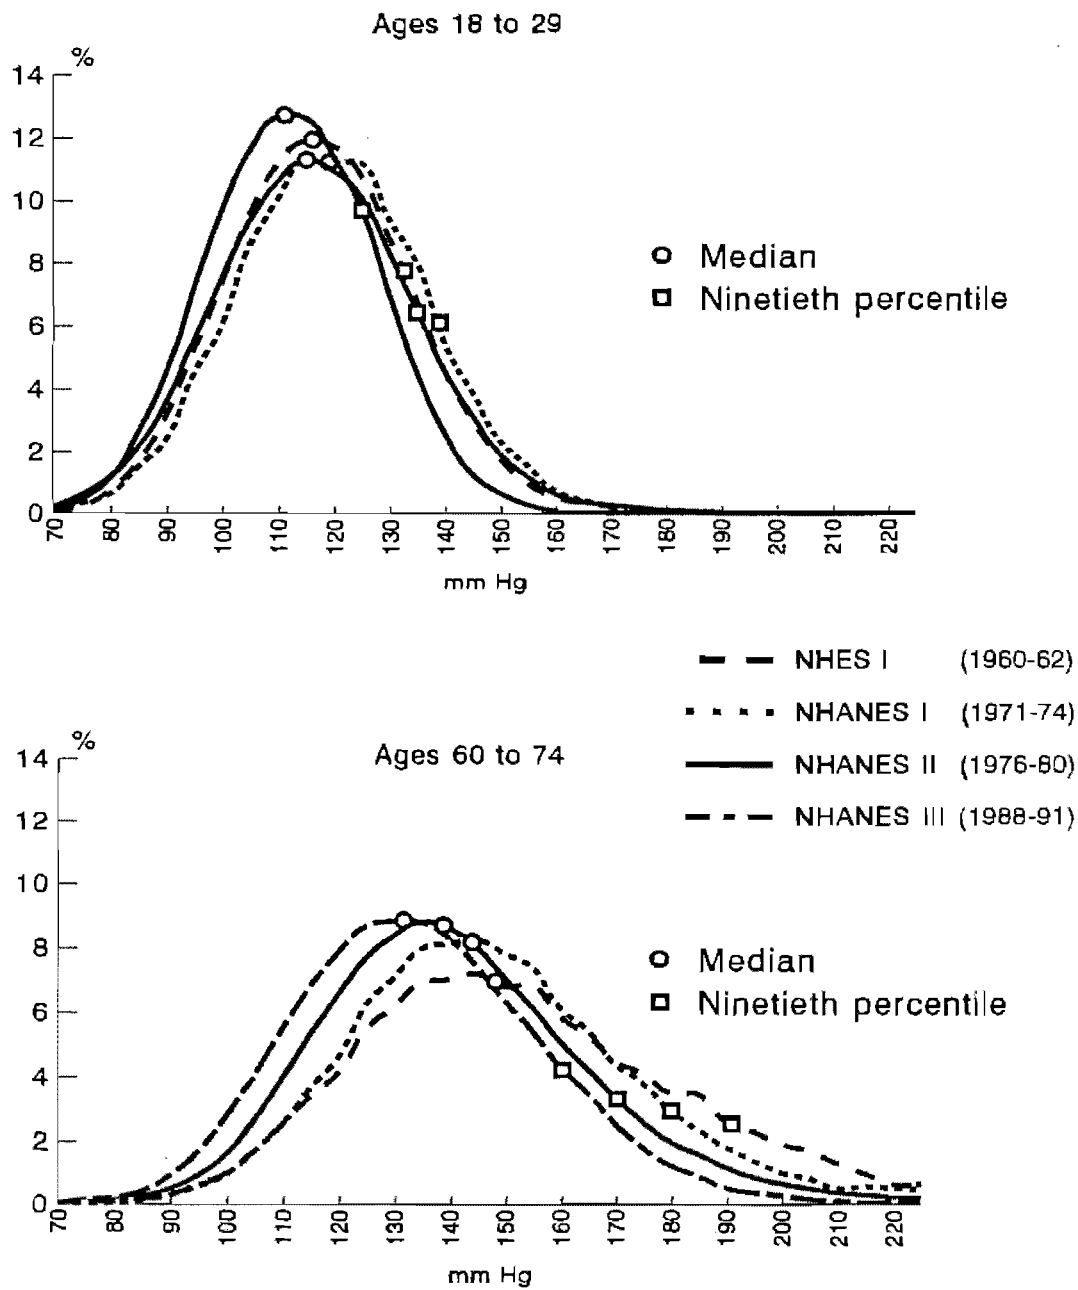 Ages 18 to 29
%
14
12
10
8
6
4
2
0
70 80 90 100 110 120 130 140 150 160 170 180 190 200 210 220
mm Hg
Median
Ninetieth percentile
NHES I (1960-62)
NHANES I (1971-74)
NHANES II (1976-80)
NHANES III (1988-91)
%
Ages 60 to 74
14
12
10
8
6
4
2
0
70 80 90 100 110 120 130 140 150 160 170 180 190 200 210 220
mm Hg
Median
Ninetieth percentile